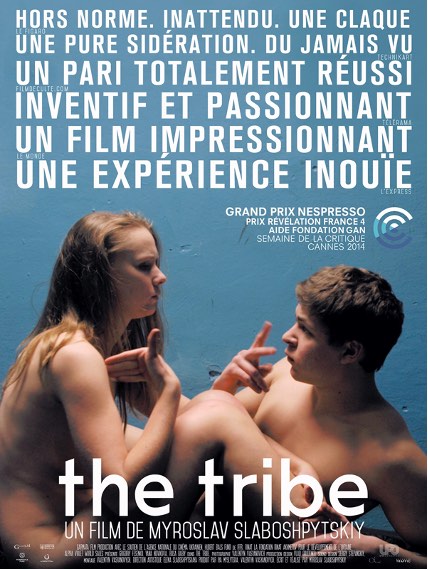 HORS NORME. INATTENDU. UNE CLAQUE
LE FIGARO
UNE PURE SIDÉRATION. DU JAMAIS VU
TECHNIKART
UN PARI TOTALEMENT RÉUSSI
FILMDECULTE.COM
INVENTIF ET PASSIONNANT
TÉLÉRAMA
UN FILM IMPRESSIONNANT
LE MONDE
UNE EXPÉRIENCE INOUÏE
L'EXPRESS
GRAND PRIX NESPRESSO
PRIX RÉVÉLATION FRANCE 4
AIDE FONDATION GAN
SEMAINE DE LA CRITIQUE
CANNES 2014
the tribe
UN FILM DE MYROSLAV SLABOSHPYTSKIY